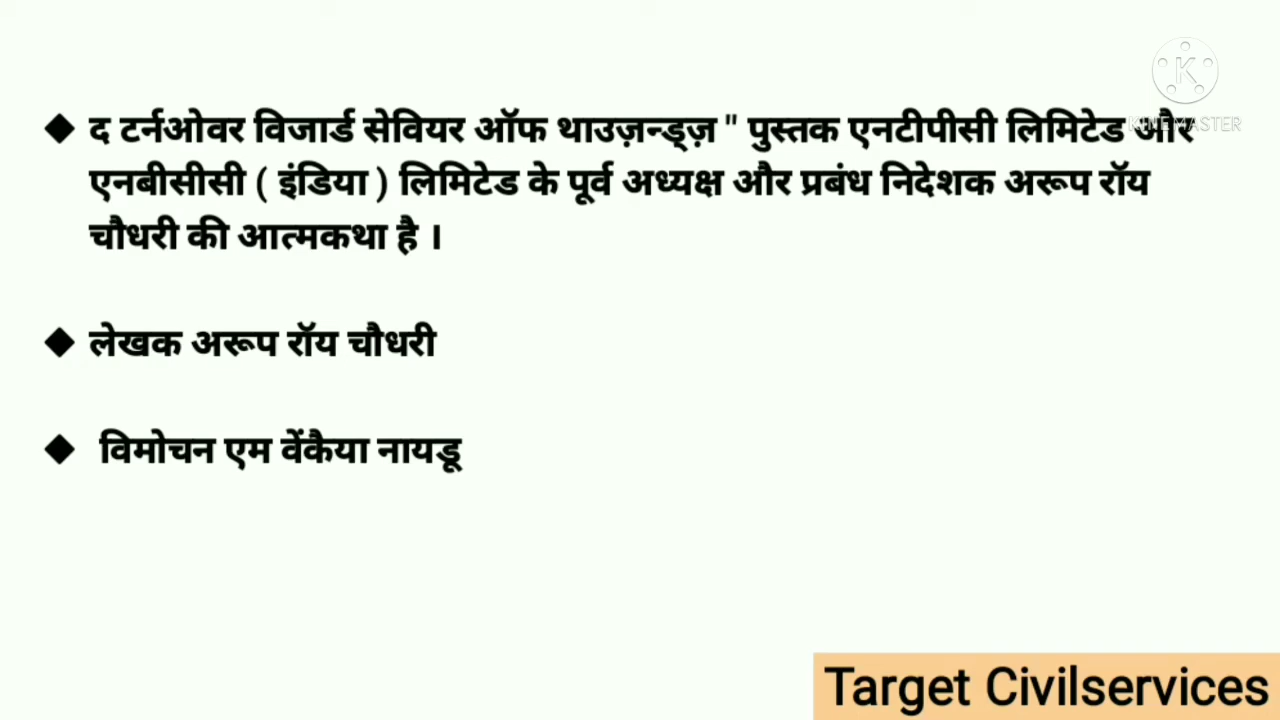 ◆ द टर्नओवर विजार्ड सेवियर ऑफ थाउज़न्ड्ज़ " पुस्तक एनटीपीसी लिमिटेड और
एनबीसीसी ( इंडिया ) लिमिटेड के पूर्व अध्यक्ष और प्रबंध निदेशक अरूप रॉय
चौधरी की आत्मकथा है ।
◆ लेखक अरूप रॉय चौधरी
◆ विमोचन एम वेंकैया नायडू
K
KINEMASTER
Target Civilservices